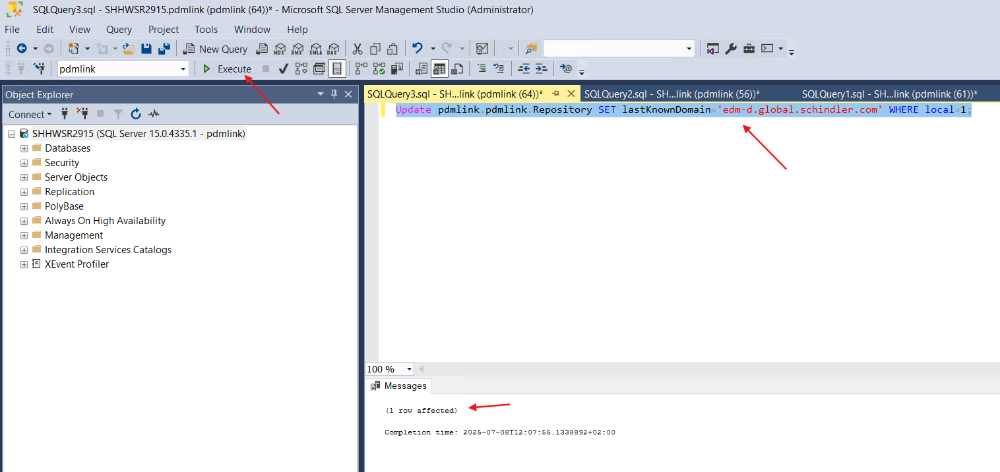 SQLQuery3.sql - SHHWSR2915.pdmlink (pdmlink (64))* - Microsoft SQL Server Management Studio (Administrator)
File Edit View Query Project Tools Window Help
New Query MDX DMX XMLA DAX
pdmlink Execute
Object Explorer
Connect
SHHWSR2915 (SQL Server 15.0.4335.1 - pdmlink)
Databases
Security
Server Objects
Replication
PolyBase
Always On High Availability
Management
Integration Services Catalogs
XEvent Profiler
SQLQuery3.sql - SH...link (pdmlink (64))* SQLQuery2.sql - SH...link (pdmlink (56))* SQLQuery1.sql - SH...link (pdmlink (61))*
Update pdmlink.pdmlink.Repository SET lastKnownDomain='edm-d.global.schindler.com' WHERE local=1;
100 %
Messages
(1 row affected)
Completion time: 2025-07-08T12:07:55.1338892+02:00